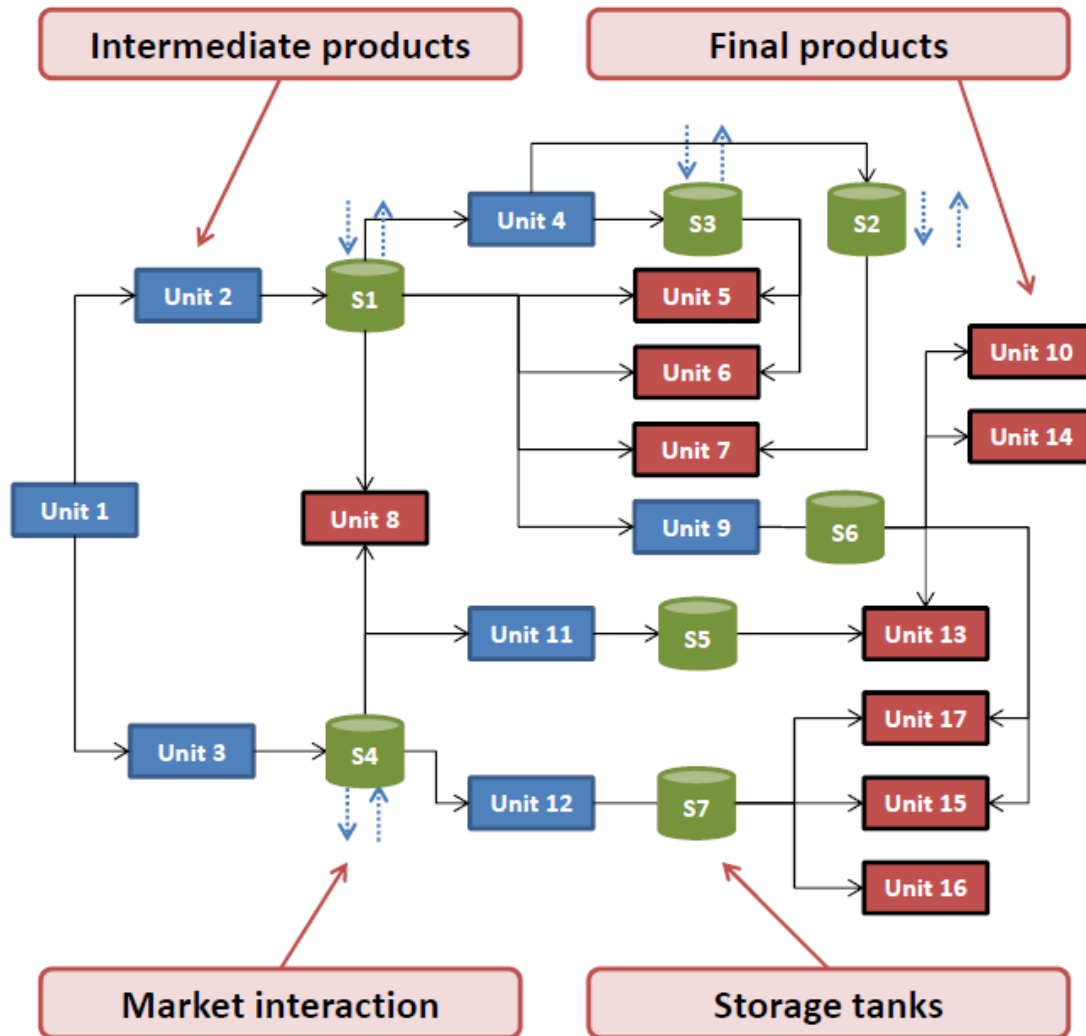 Intermediate products
Final products
Unit 4
S3
S2
Unit 2
S1
Unit 5
Unit 10
Unit 6
Unit 14
Unit 7
Unit 1
Unit 8
Unit 9
S6
Unit 11
S5
Unit 13
Unit 17
Unit 3
S4
Unit 12
S7
Unit 15
Unit 16
Market interaction
Storage tanks